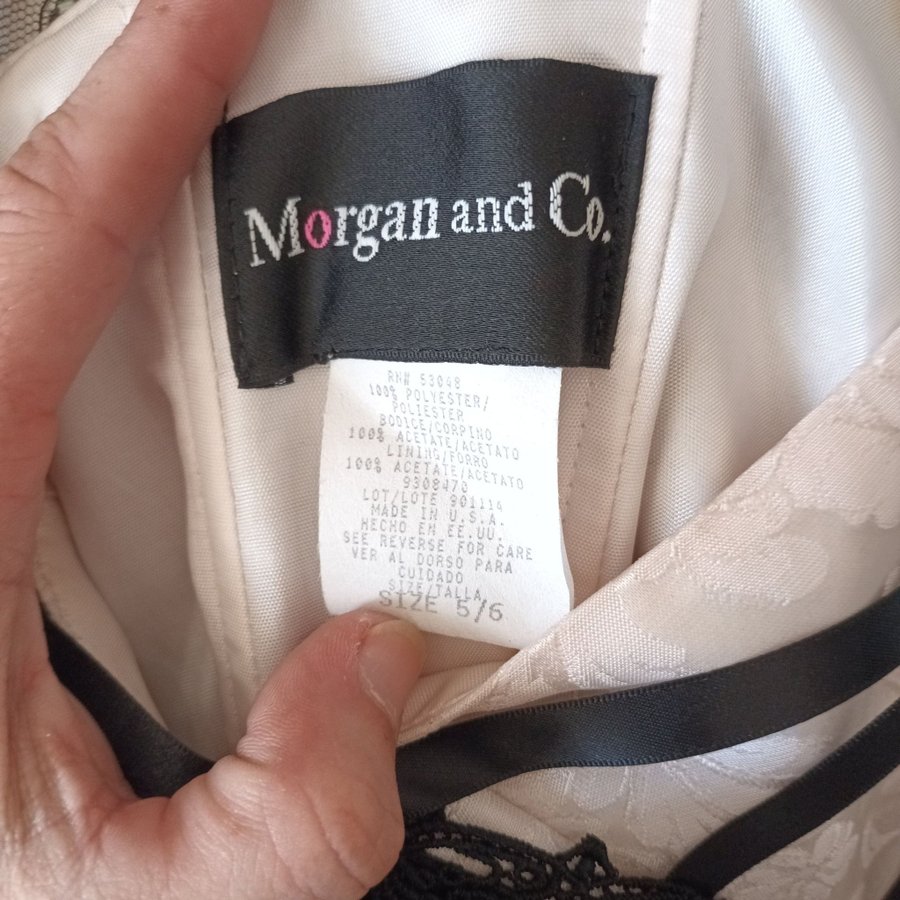 Morgan and Co.
RN# 53048
100% POLYESTER/
POLIESTER
BODICE/CORPINO
100% ACETATE/ACETATO
LINING/FORRO
100% ACETATE/ACETATO
9308470
LOT/LOTE 901114
MADE IN U.S.A.
HECHO EN EE.UU.
SEE REVERSE FOR CARE
VER AL DORSO PARA
CUIDADO
SIZE/TALLA
SIZE 5/6